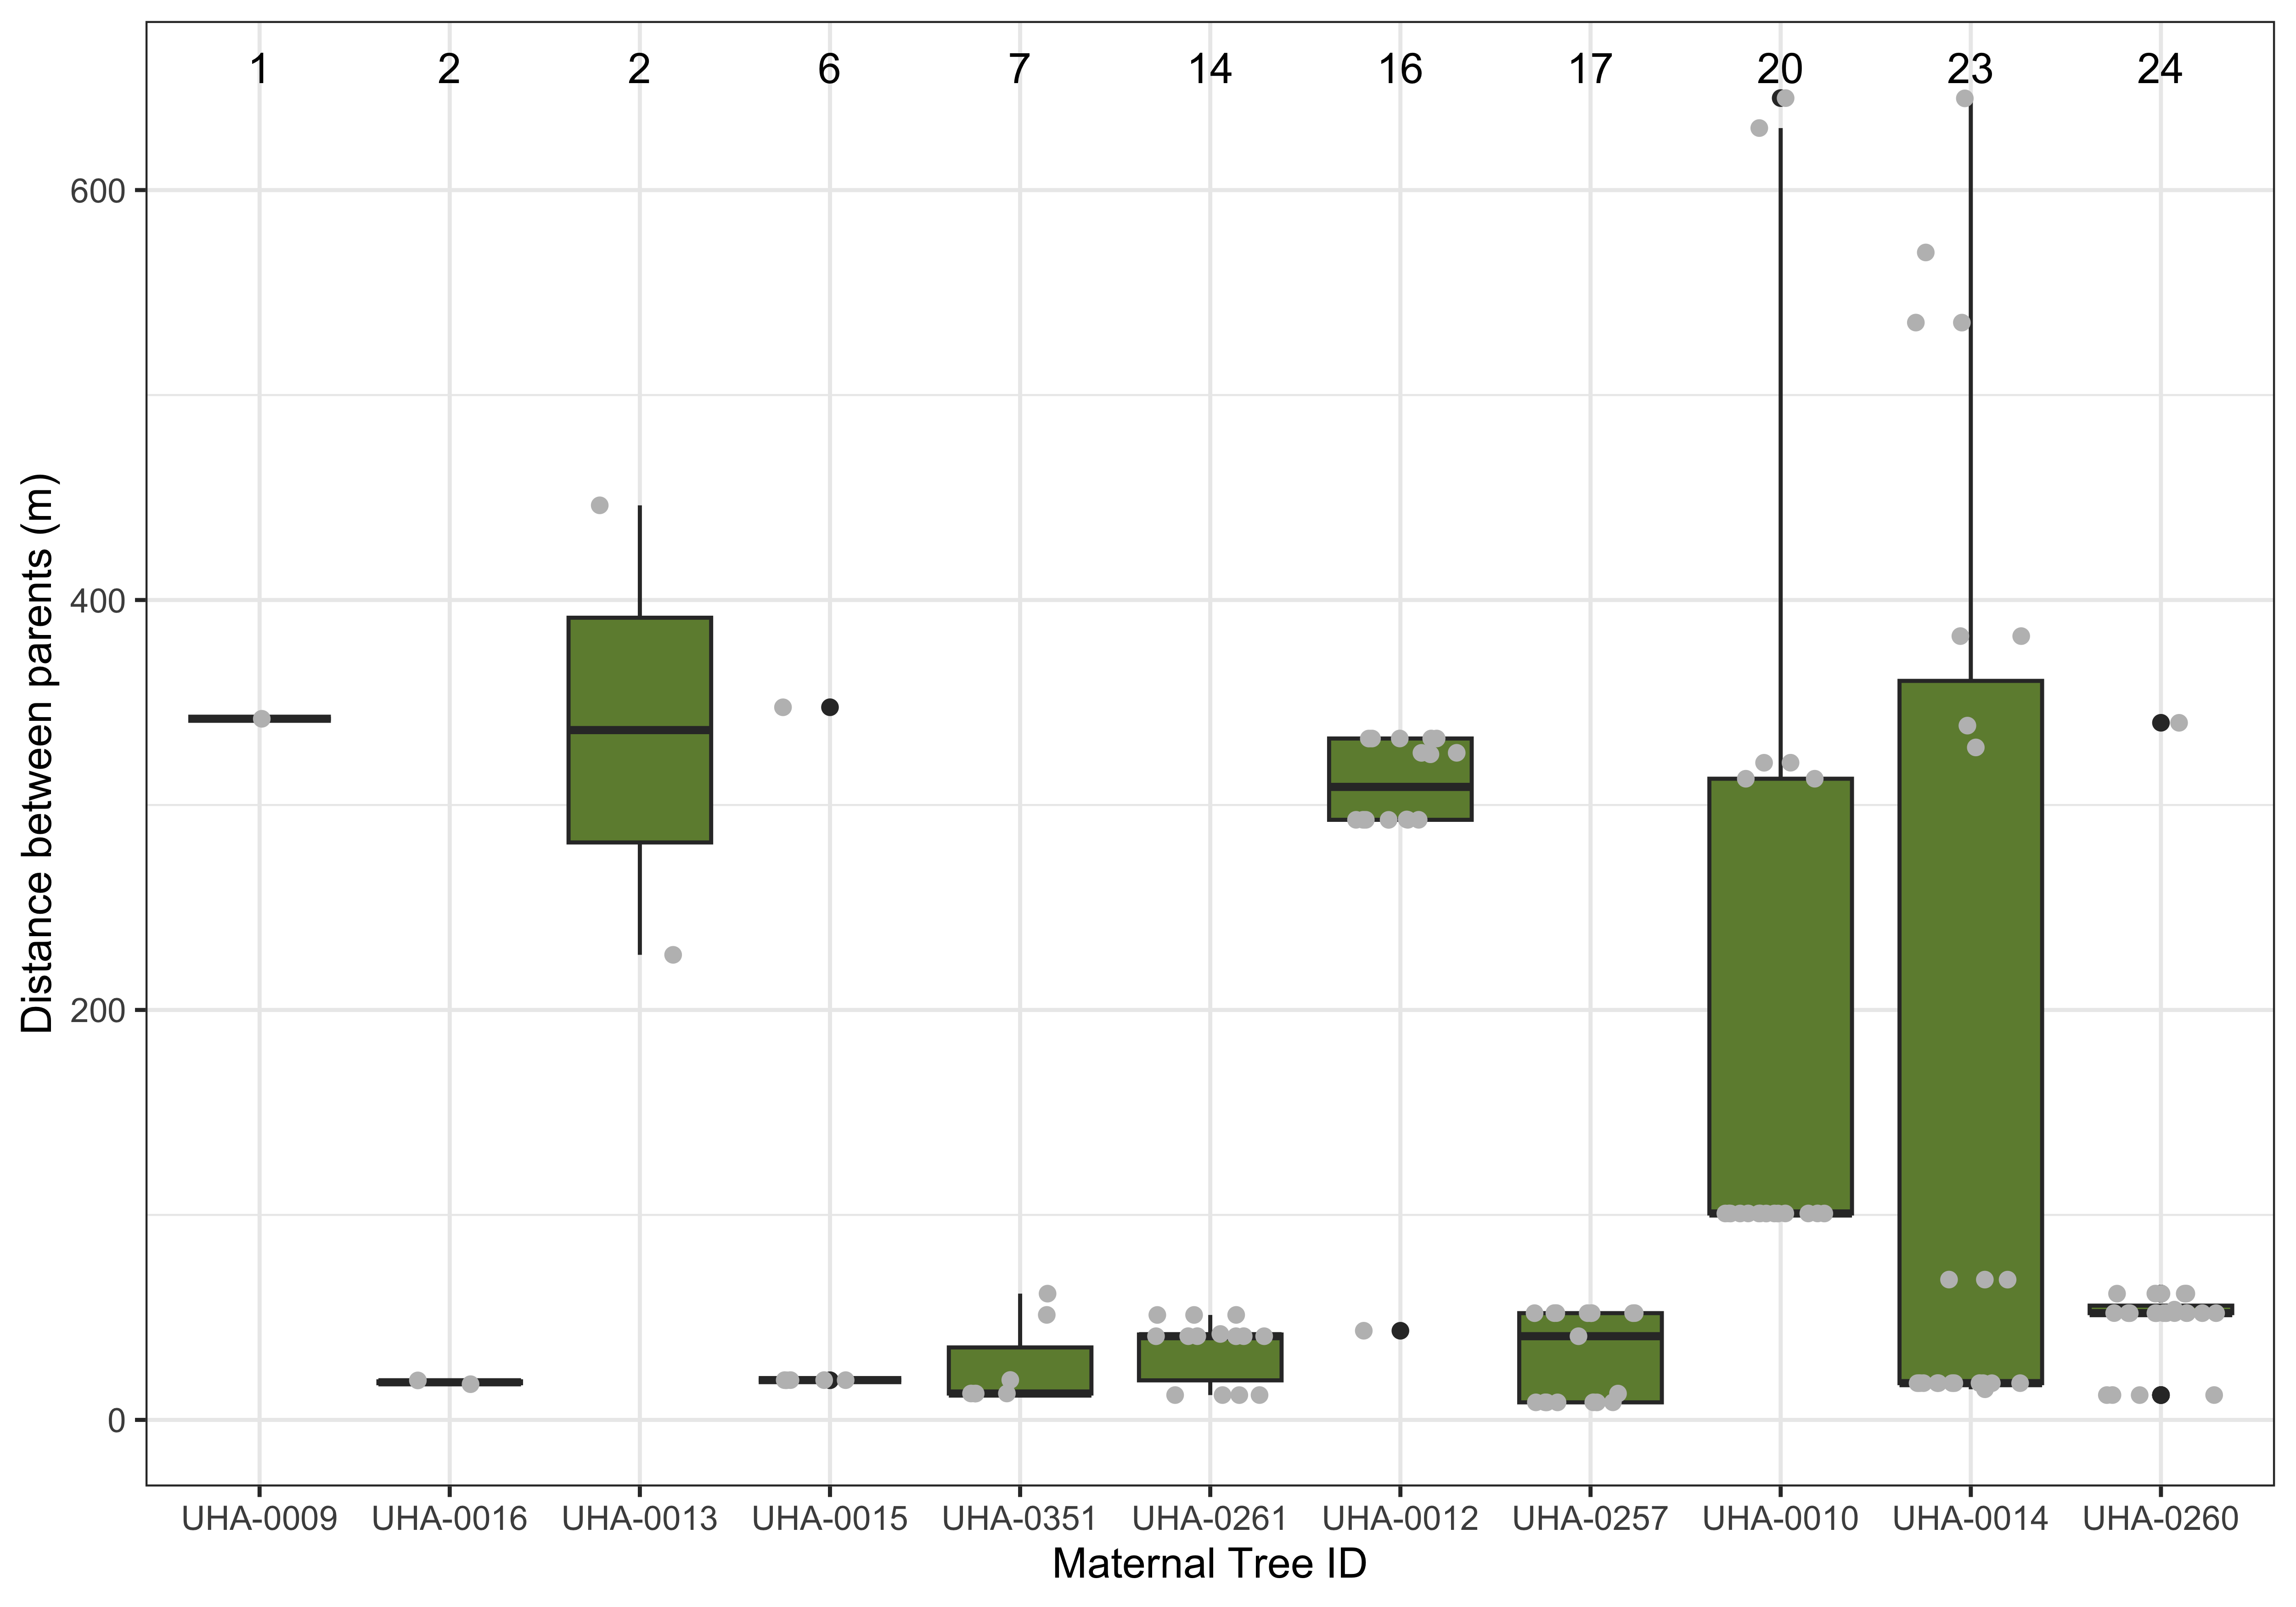 1 2 2 6 7 14 16 17 20 23 24
600
400
200
0
Distance between parents (m)
UHA-0009 UHA-0016 UHA-0013 UHA-0015 UHA-0351 UHA-0261 UHA-0012 UHA-0257 UHA-0010 UHA-0014 UHA-0260
Maternal Tree ID